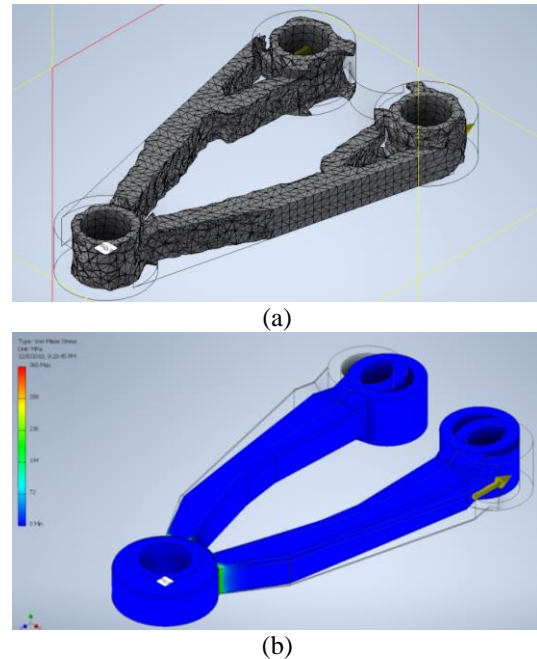 (a)
Type: Von Mises Stress
Unit: MPa
360 Max
288
216
144
72
0 Min
(b)